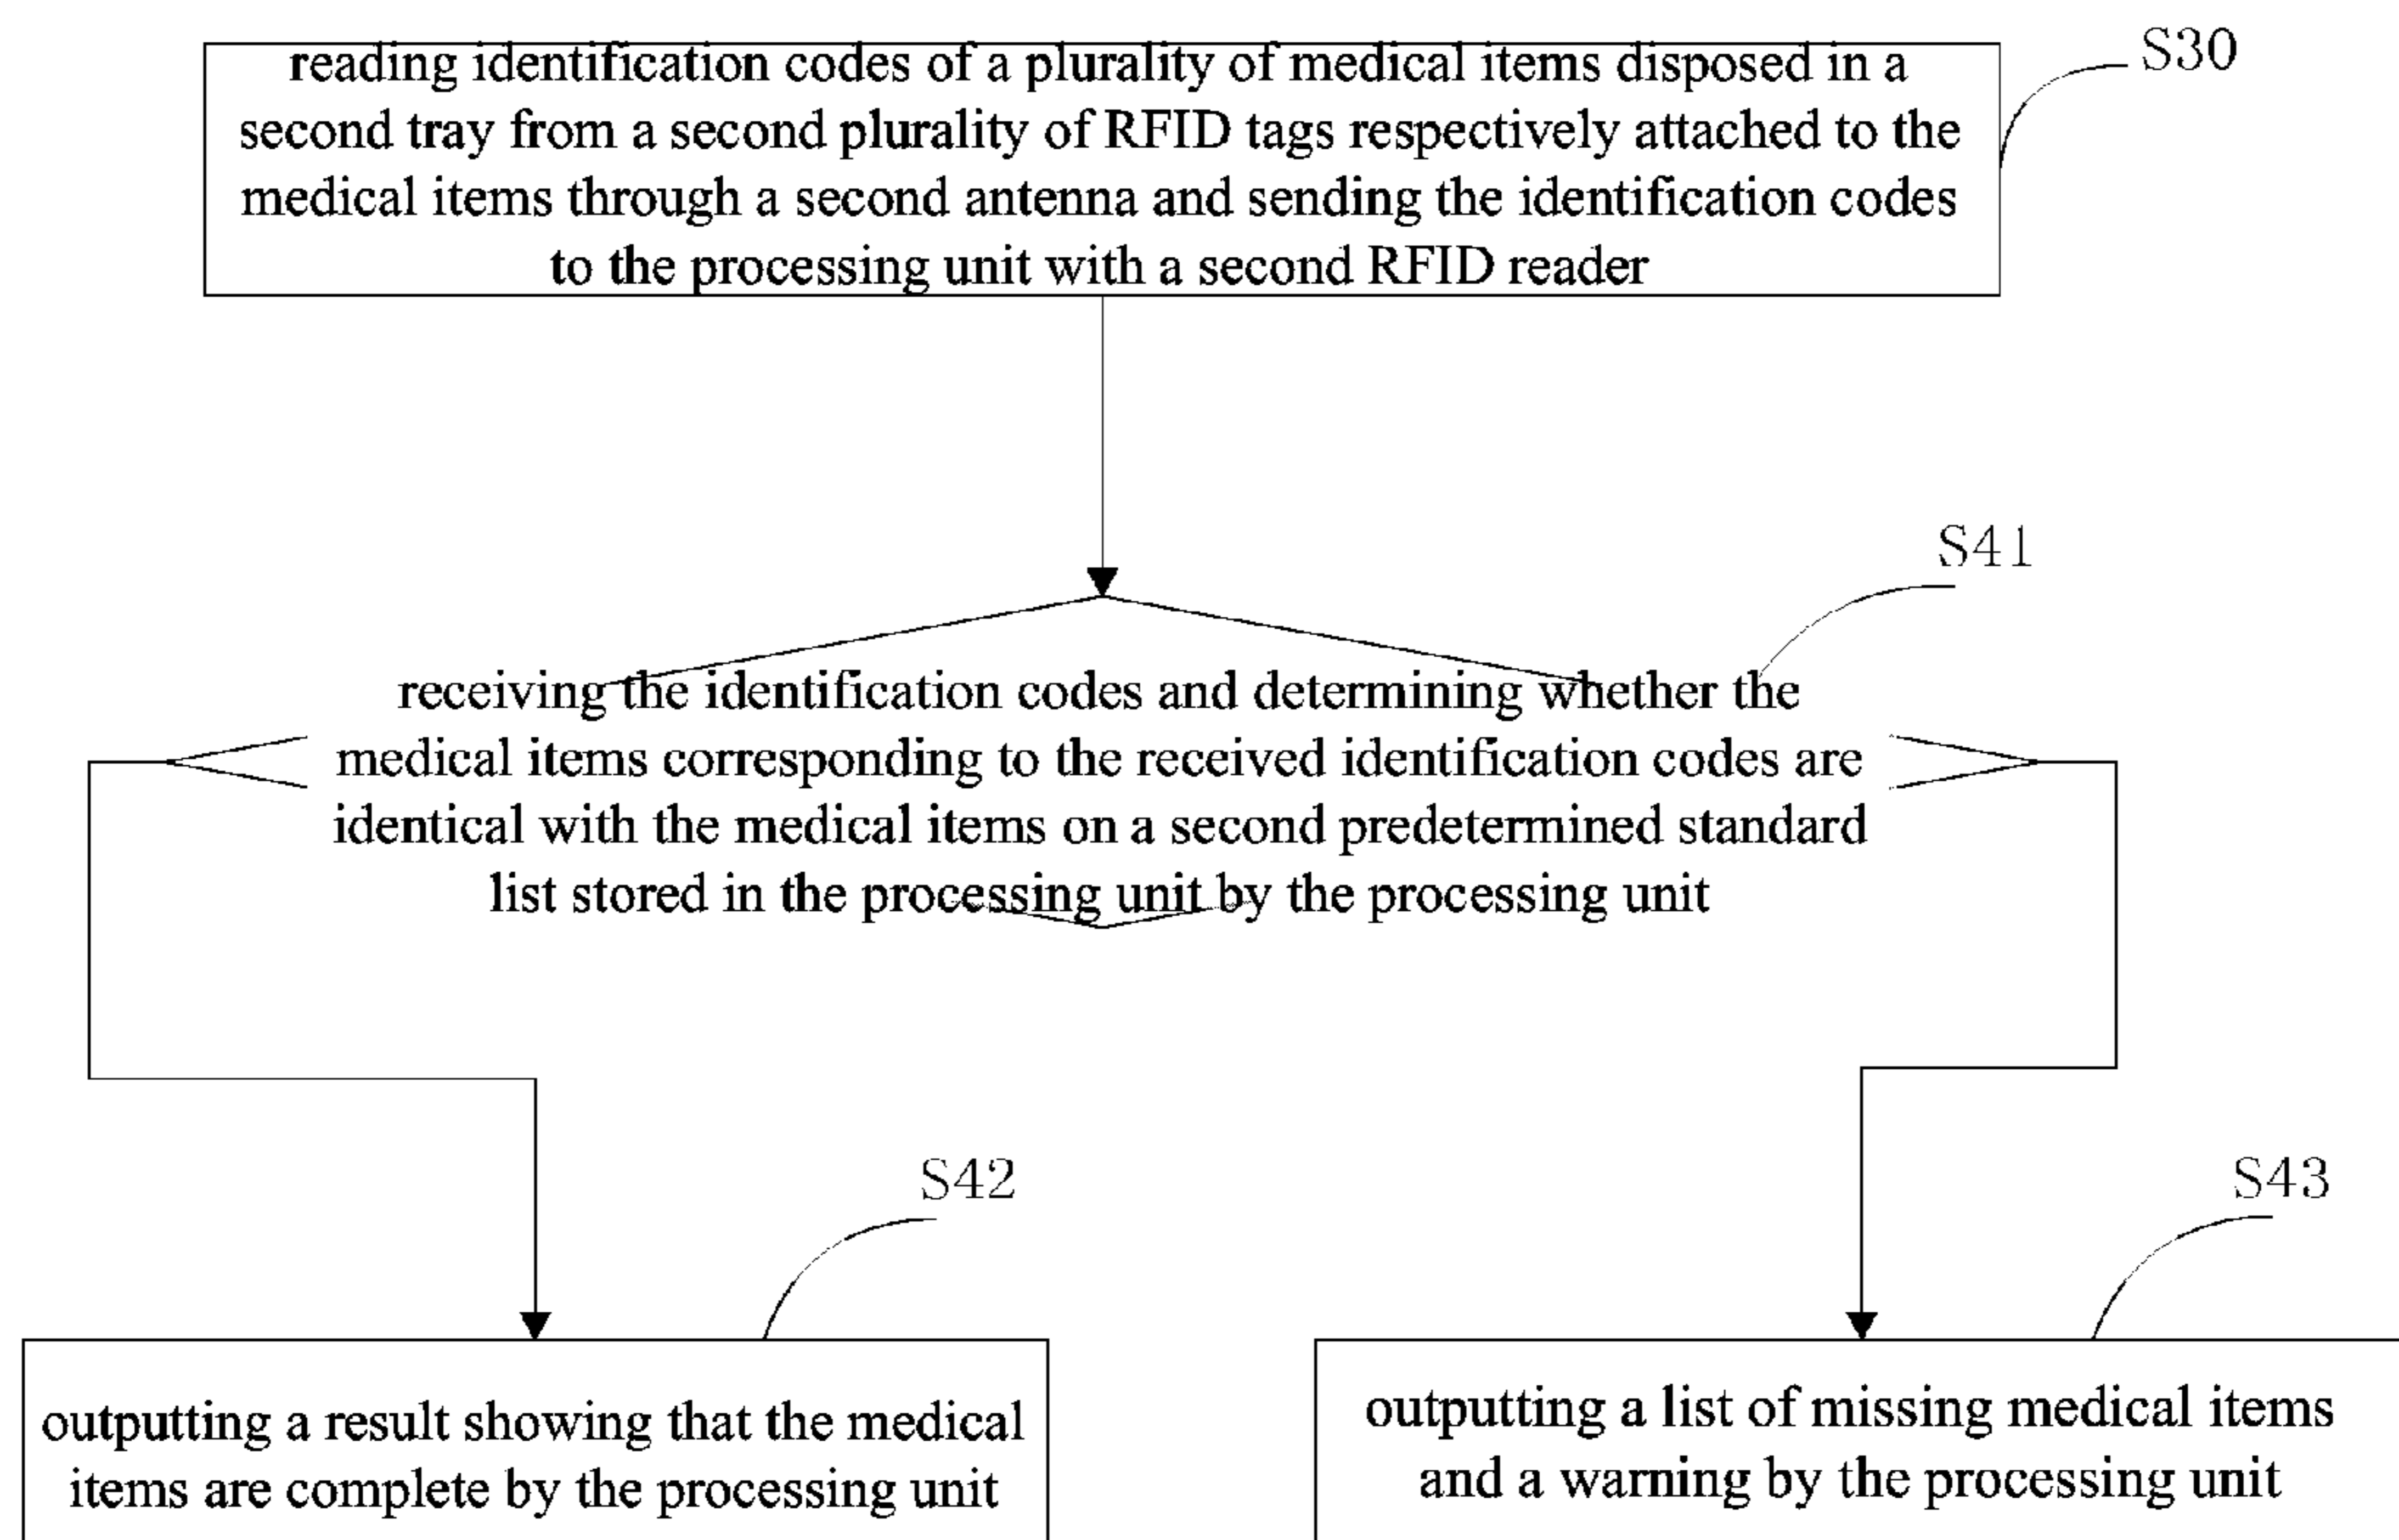 reading identification codes of a plurality of medical items disposed in a
second tray from a second plurality of RFID tags respectively attached to the
medical items through a second antenna and sending the identification codes
to the processing unit with a second RFID reader
S30
S41
receiving the identification codes and determining whether the
medical items corresponding to the received identification codes are
identical with the medical items on a second predetermined standard
list stored in the processing unit by the processing unit
S42
outputting a result showing that the medical
items are complete by the processing unit
S43
outputting a list of missing medical items
and a warning by the processing unit